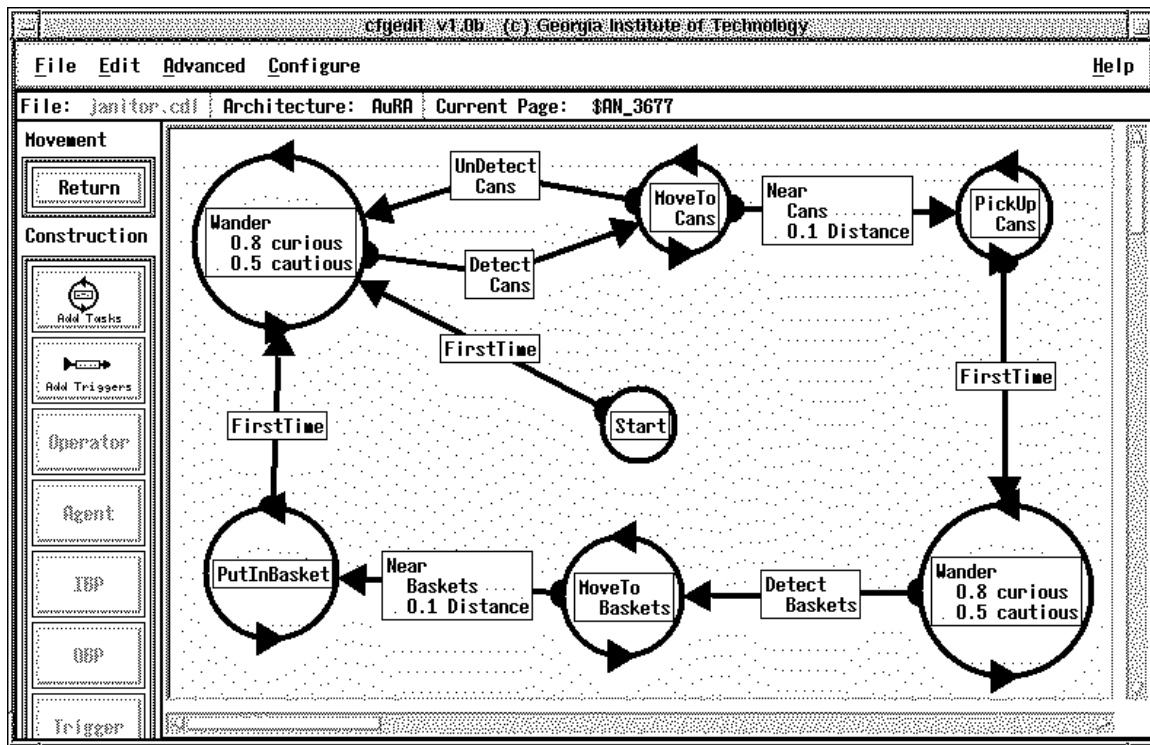 cfgedit v1.0b (c) Georgia Institute of Technology
File Edit Advanced Configure Help
File: janitor.cdl Architecture: AuRA Current Page: $AN_3677
Movement
Return
Construction
Add Tasks
Add Triggers
Operator
Agent
IBP
OBP
Trigger
Wander
0.8 curious
0.5 cautious
UnDetect
Cans
Detect
Cans
MoveTo
Cans
Near
Cans
0.1 Distance
PickUp
Cans
FirstTime
Start
FirstTime
FirstTime
PutInBasket
Near
Baskets
0.1 Distance
MoveTo
Baskets
Detect
Baskets
Wander
0.8 curious
0.5 cautious